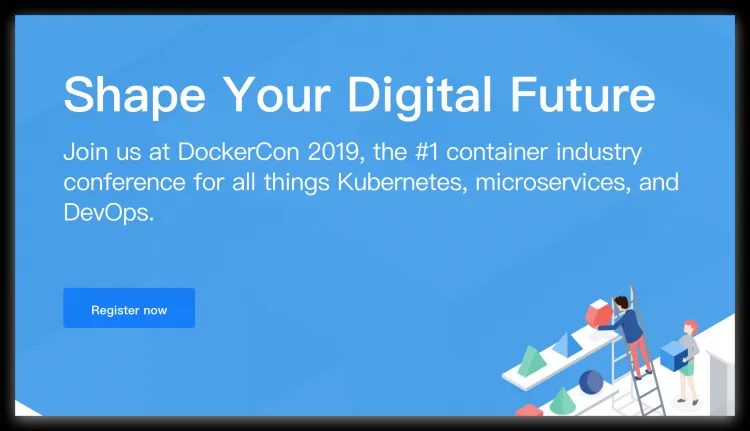 Shape Your Digital Future
Join us at DockerCon 2019, the #1 container industry
conference for all things Kubernetes, microservices, and
DevOps.
Register now